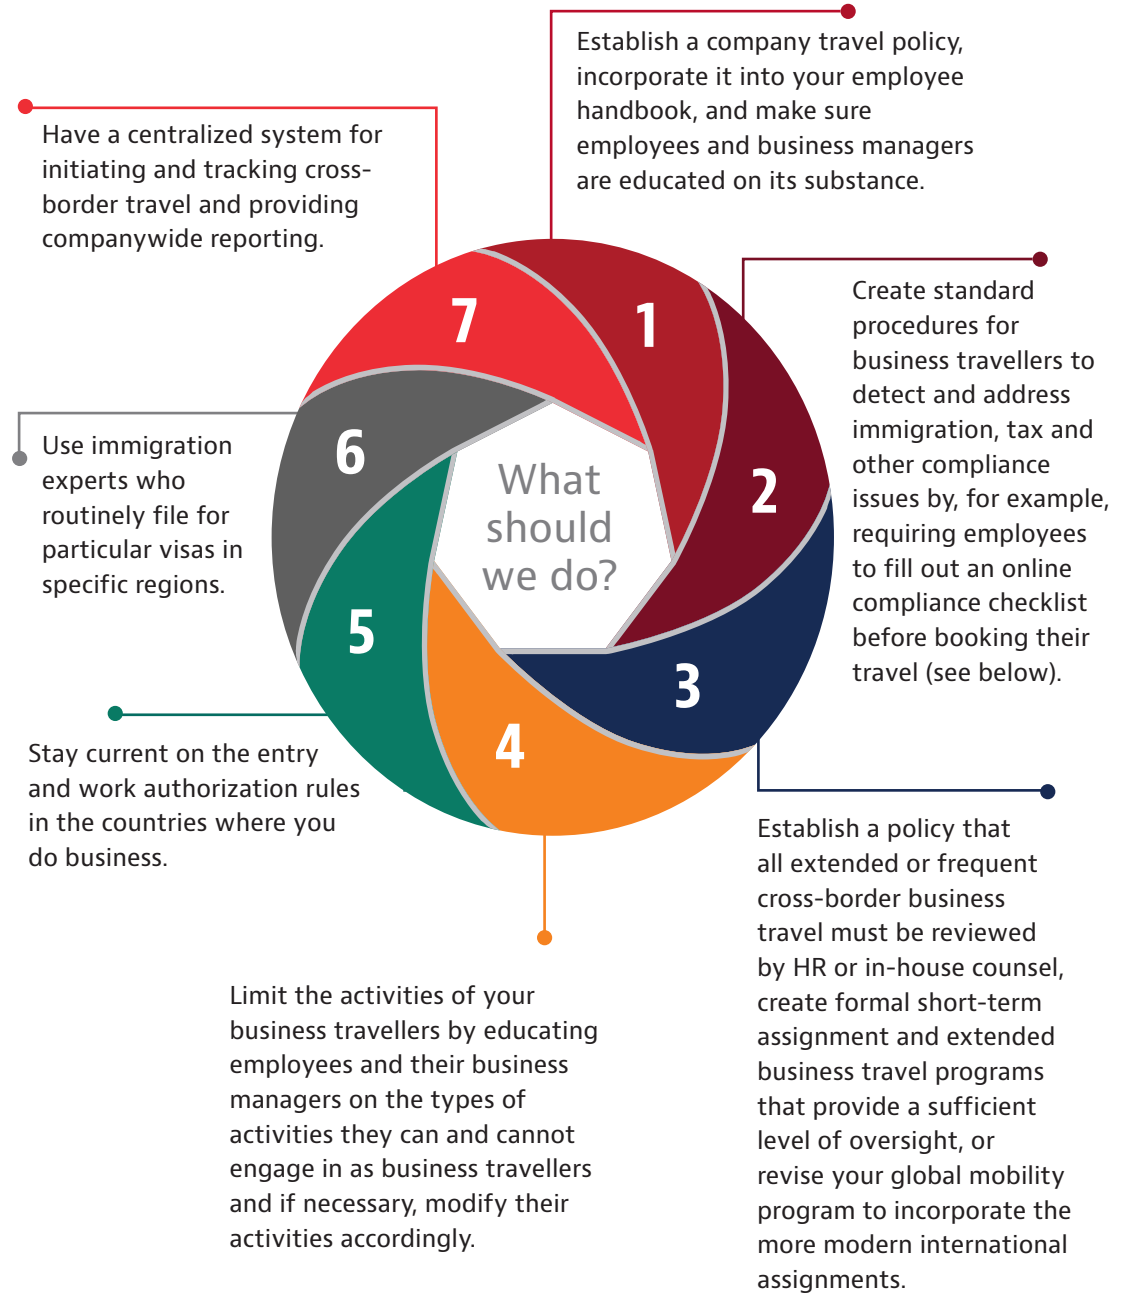 Establish a company travel policy,
incorporate it into your employee
handbook, and make sure
employees and business managers
are educated on its substance.
Have a centralized system for
initiating and tracking cross-
border travel and providing
companywide reporting.
1
7
2
6
3
5
4
What
should
we do?
Create standard
procedures for
business travellers to
detect and address
immigration, tax and
other compliance
issues by, for example,
requiring employees
to fill out an online
compliance checklist
before booking their
travel (see below).
Use immigration
experts who
routinely file for
particular visas in
specific regions.
Stay current on the entry
and work authorization rules
in the countries where you
do business.
Establish a policy that
all extended or frequent
cross-border business
travel must be reviewed
by HR or in-house counsel,
create formal short-term
assignment and extended
business travel programs
that provide a sufficient
level of oversight, or
revise your global mobility
program to incorporate the
more modern international
assignments.
Limit the activities of your
business travellers by educating
employees and their business
managers on the types of
activities they can and cannot
engage in as business travellers
and if necessary, modify their
activities accordingly.